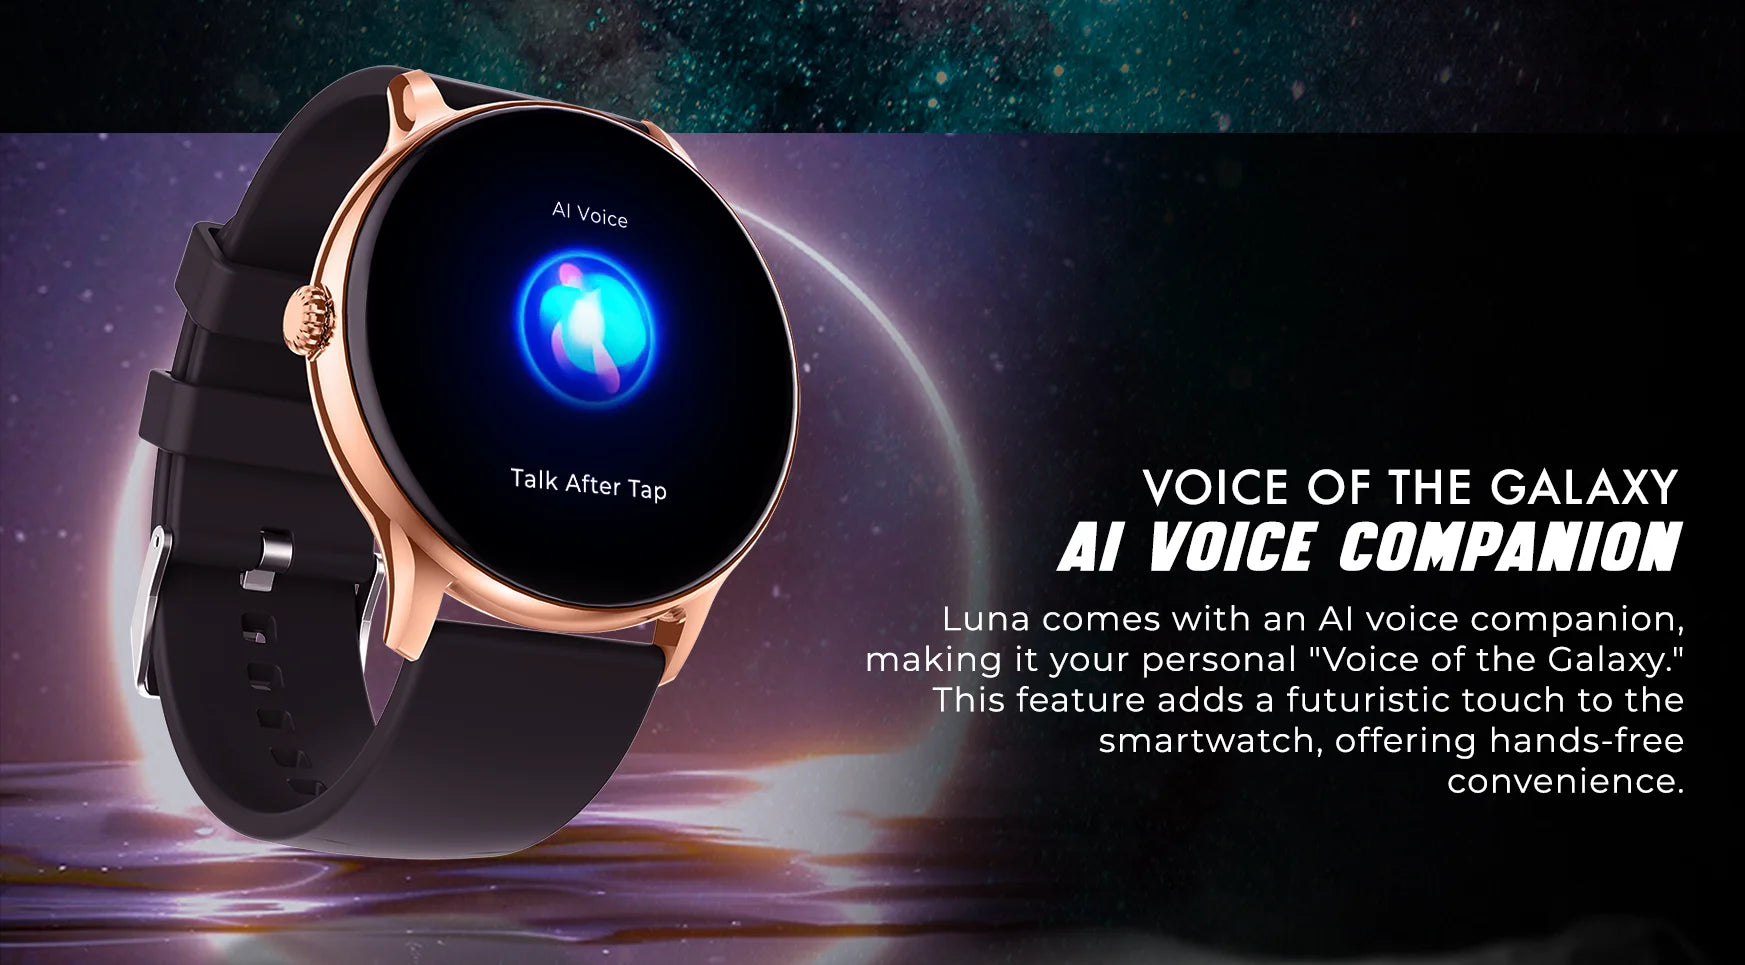 AI Voice
Talk After Tap
VOICE OF THE GALAXY
AI VOICE COMPANION
Luna comes with an AI voice companion,
making it your personal "Voice of the Galaxy."
This feature adds a futuristic touch to the
smartwatch, offering hands-free
convenience.